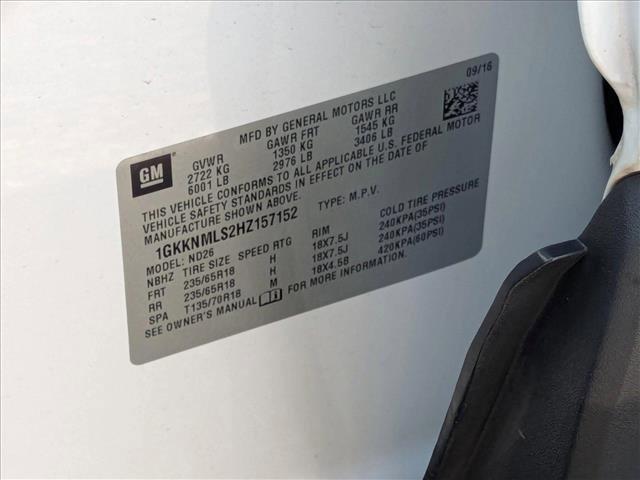 09/16
MFD BY GENERAL MOTORS LLC
GM
GVWR GAWR FRT GAWR RR
2722 KG 1350 KG 1545 KG
6001 LB 2976 LB 3406 LB
THIS VEHICLE CONFORMS TO ALL APPLICABLE U.S. FEDERAL MOTOR
VEHICLE SAFETY STANDARDS IN EFFECT ON THE DATE OF
MANUFACTURE SHOWN ABOVE.
1GKKNMLS2HZ157152 TYPE: M.P.V.
MODEL: ND26
NBHZ TIRE SIZE SPEED RTG RIM COLD TIRE PRESSURE
FRT 235/65R18 H 18X7.5J 240KPA(35PSI)
RR 235/65R18 H 18X7.5J 240KPA(35PSI)
SPA T135/70R18 M 18X4.5B 420KPA(60PSI)
SEE OWNER'S MANUAL FOR MORE INFORMATION.